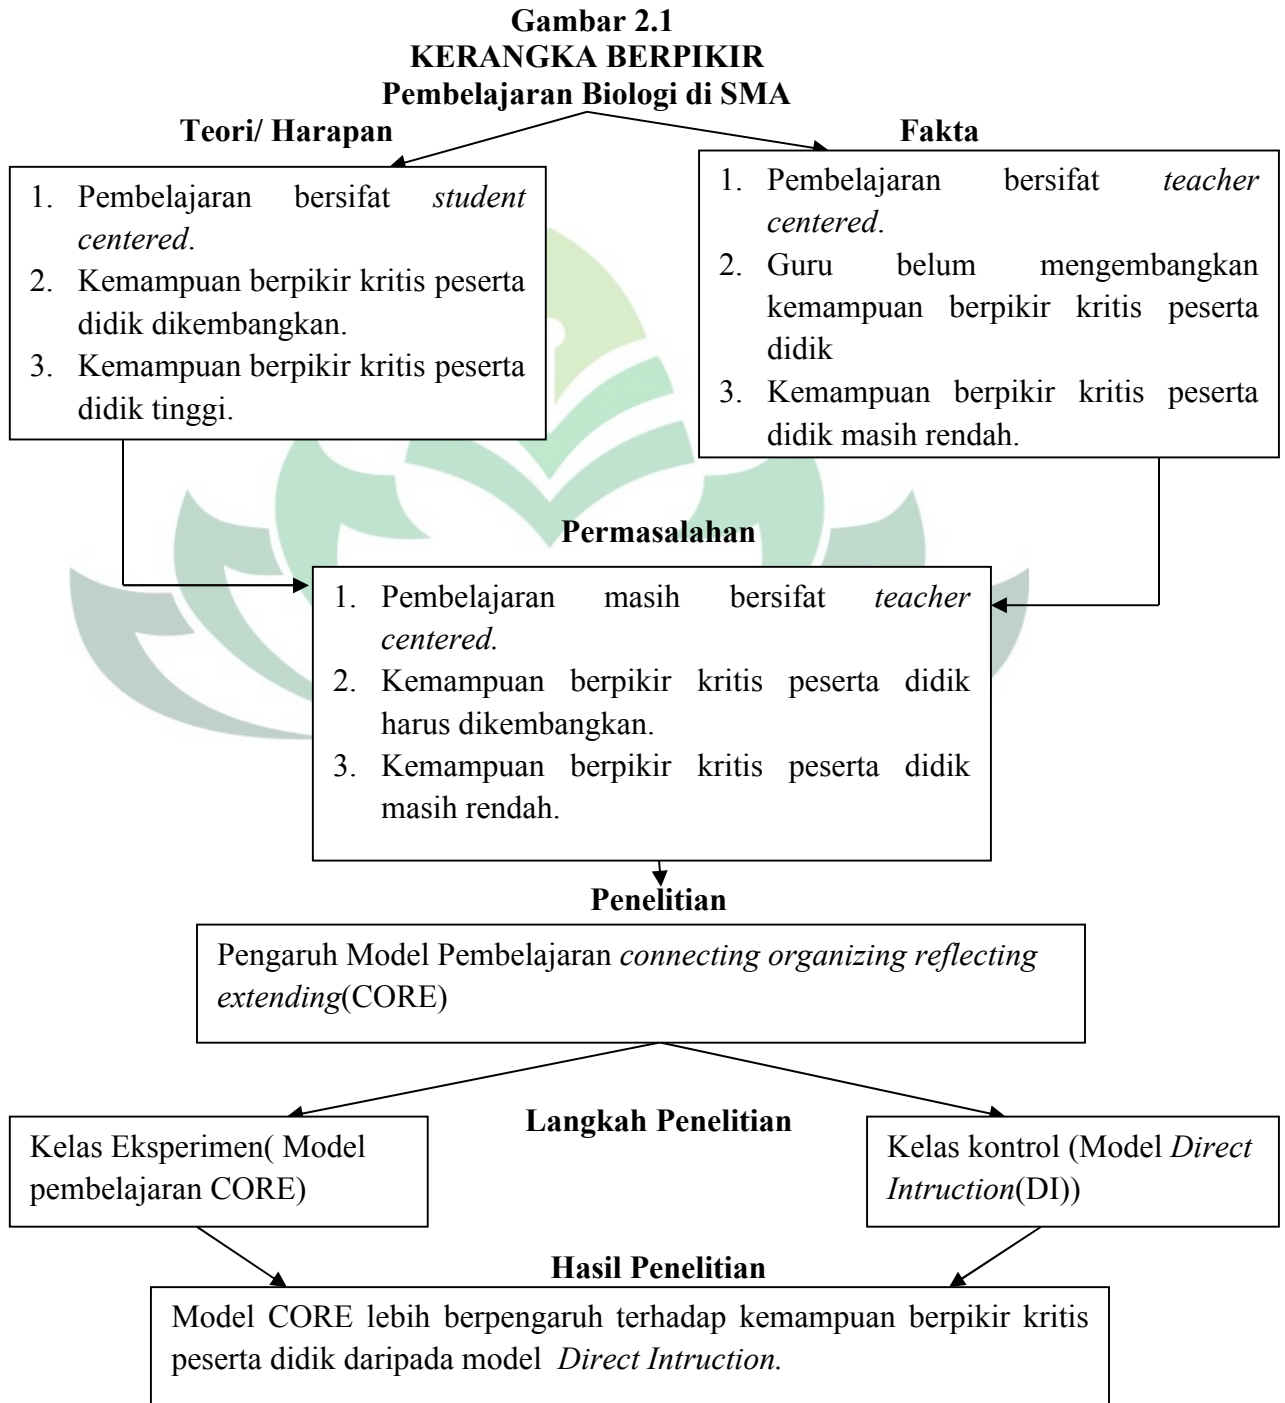 Gambar 2.1
KERANGKA BERPIKIR
Pembelajaran Biologi di SMA
Teori/ Harapan
1. Pembelajaran bersifat student
centered.
2. Kemampuan berpikir kritis peserta
didik dikembangkan.
3. Kemampuan berpikir kritis peserta
didik tinggi.
Fakta
1. Pembelajaran bersifat teacher
centered.
2. Guru belum mengembangkan
kemampuan berpikir kritis peserta
didik
3. Kemampuan berpikir kritis peserta
didik masih rendah.
Permasalahan
1. Pembelajaran masih bersifat teacher
centered.
2. Kemampuan berpikir kritis peserta didik
harus dikembangkan.
3. Kemampuan berpikir kritis peserta didik
masih rendah.
Penelitian
Pengaruh Model Pembelajaran connecting organizing reflecting
extending(CORE)
Langkah Penelitian
Kelas Eksperimen( Model
pembelajaran CORE)
Kelas kontrol (Model Direct
Intruction(DI))
Hasil Penelitian
Model CORE lebih berpengaruh terhadap kemampuan berpikir kritis
peserta didik daripada model Direct Intruction.